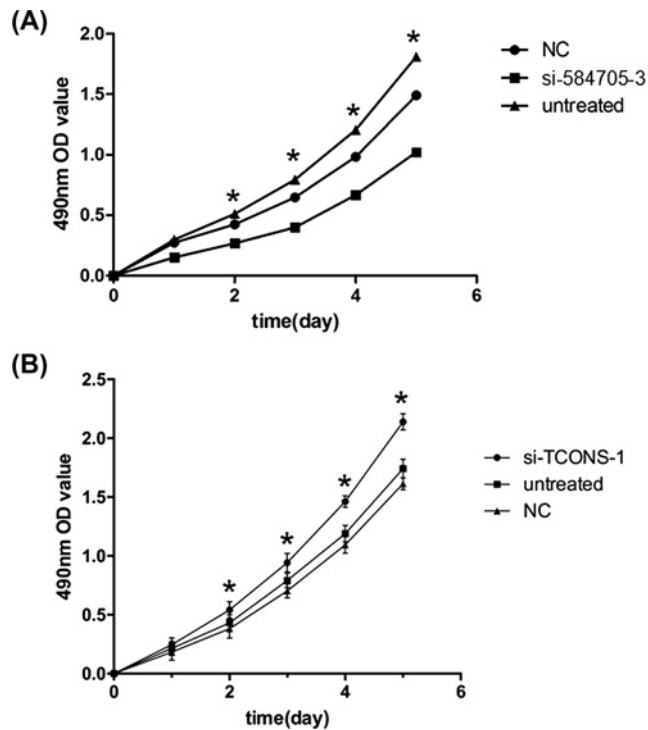 (A)
2.0
1.5
1.0
0.5
0.0
490nm OD value
0 2 4 6
time(day)
* * * *
NC
si-584705-3
untreated
(B)
2.5
2.0
1.5
1.0
0.5
0.0
490nm OD value
0 2 4 6
time(day)
* * * *
si-TCONS-1
untreated
NC